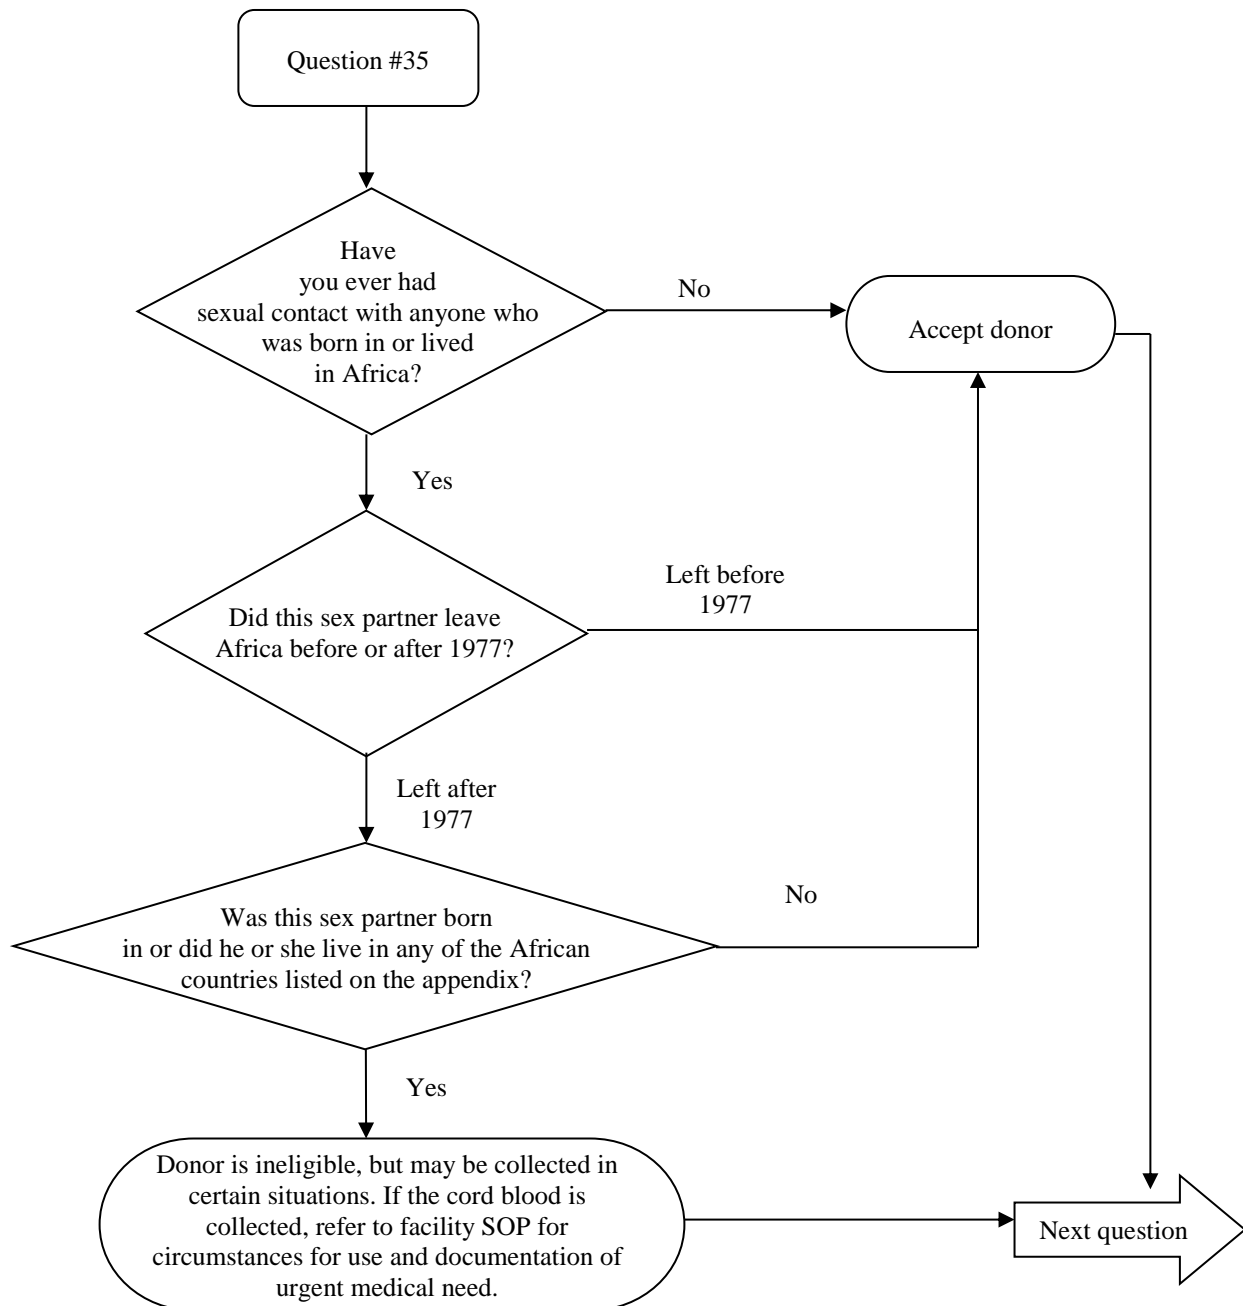 Question #35
Have
you ever had
sexual contact with anyone who
was born in or lived
in Africa?
No
Accept donor
Yes
Did this sex partner leave
Africa before or after 1977?
Left before
1977
Left after
1977
Was this sex partner born
in or did he or she live in any of the African
countries listed on the appendix?
No
Yes
Donor is ineligible, but may be collected in
certain situations. If the cord blood is
collected, refer to facility SOP for
circumstances for use and documentation of
urgent medical need.
Next question